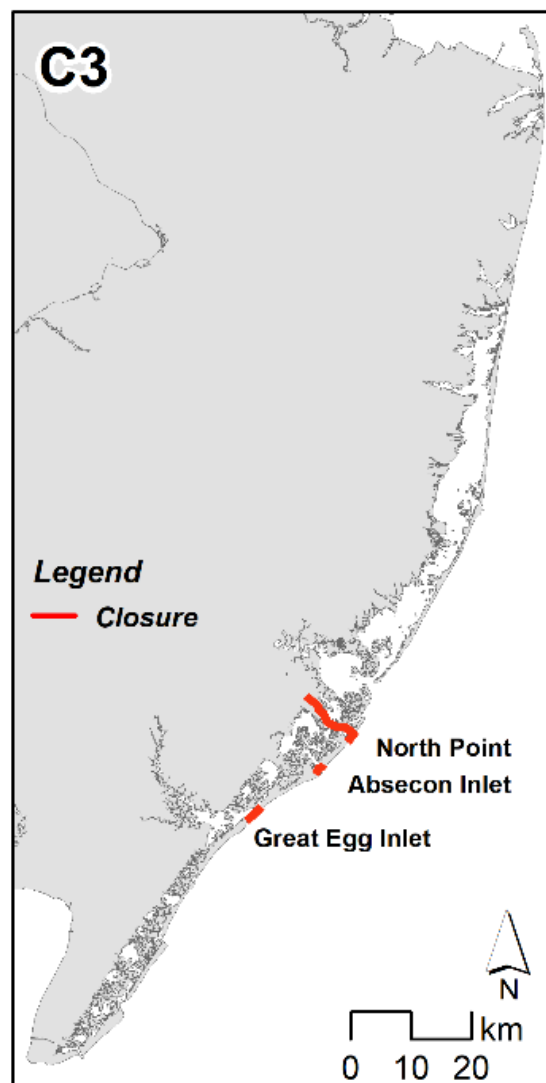 C3
Legend
Closure
North Point
Absecon Inlet
Great Egg Inlet
N
km
0 10 20